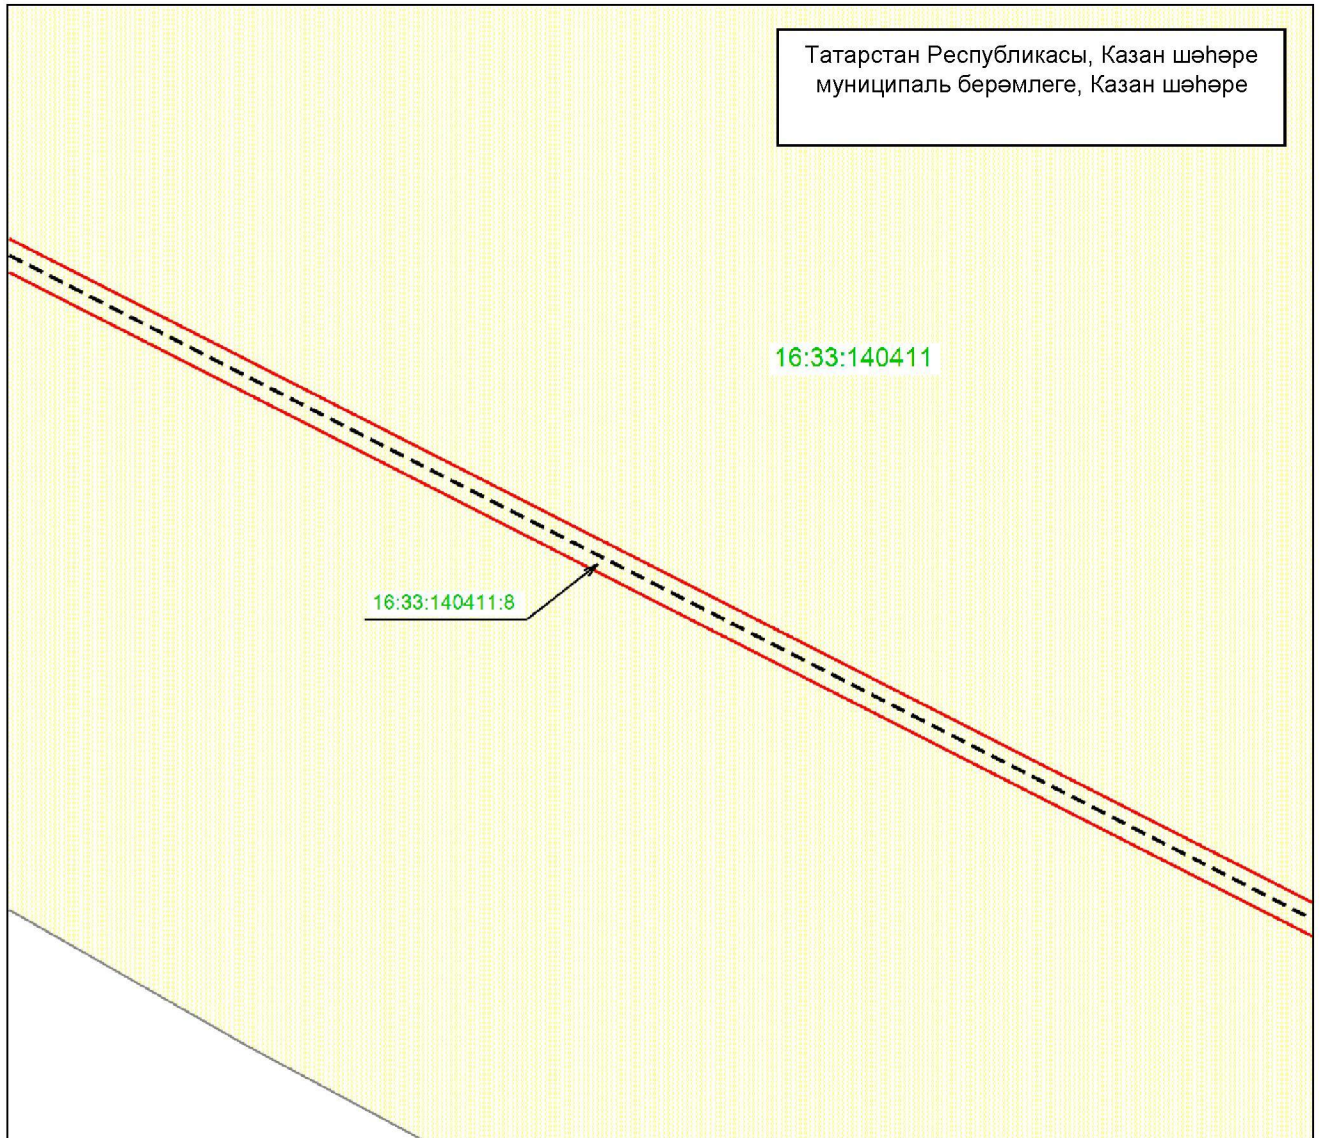 Татарстан Республикасы, Казан шәһәре
муниципаль берәмлеге, Казан шәһәре
16:33:140411
16:33:140411:8